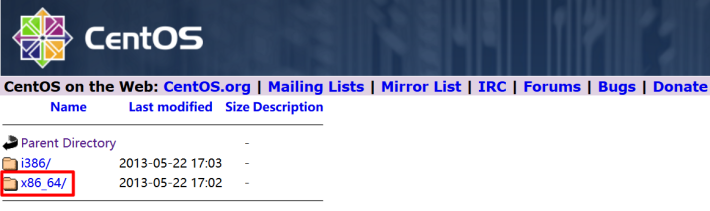 CentOS
CentOS on the Web: CentOS.org | Mailing Lists | Mirror List | IRC | Forums | Bugs | Donate
Name Last modified Size Description
Parent Directory -
i386/ 2013-05-22 17:03 -
x86_64/ 2013-05-22 17:02 -